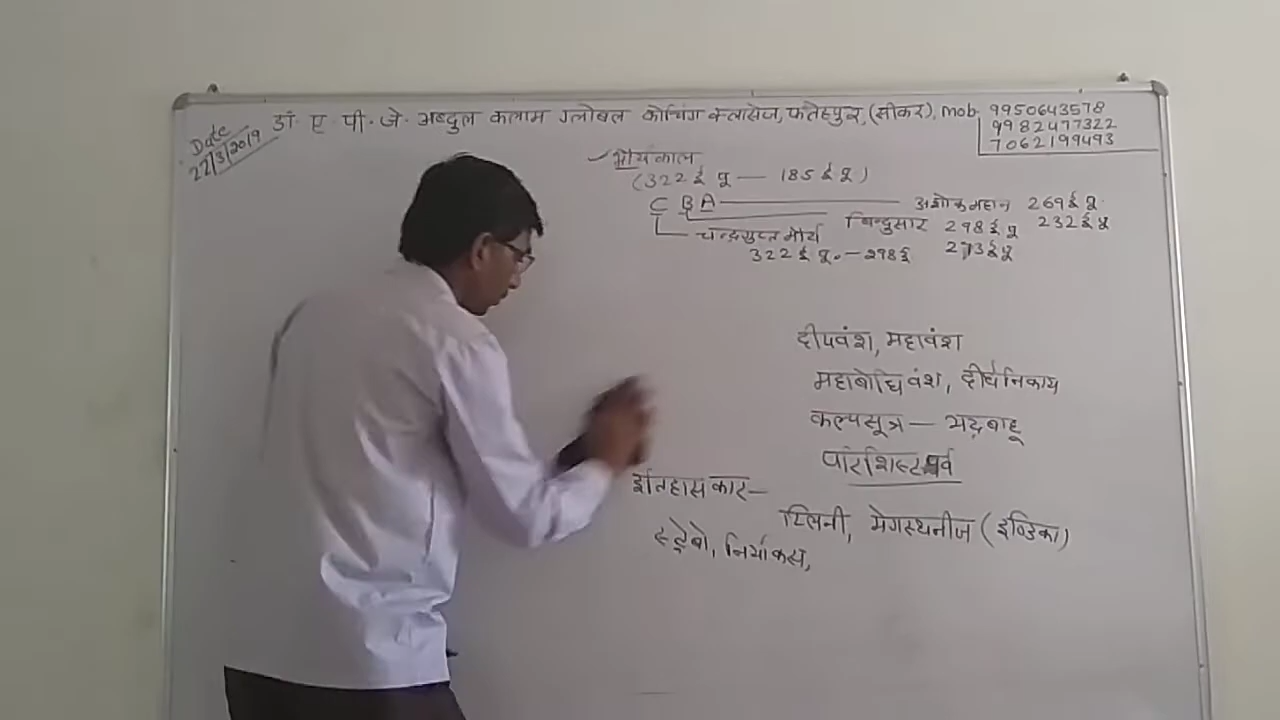 Date
22/3/2019
डॉ. ए. पी. जे. अब्दुल कलाम ग्लोबल कोचिंग क्लासेज, फतेहपुर, (सीकर), mob. 9950643578
9982477322
7062199493
मौर्यकाल
(322 ई पू — 185 ई पू)
C B A — अशोक महान 269 ई पू.
232 ई पू
बिन्दुसार 298 ई पू
273 ई पू
चन्द्रगुप्त मौर्य
322 ई पू. – 298 ई
दीपवंश, महावंश
महाबोधिवंश, दीर्घनिकाय
कल्पसूत्र — भद्रबाहू
परिशिष्टपर्व
इतिहासकार —
प्लिनी, मेगस्थनीज (इण्डिका)
स्ट्रेबो, निर्याकस,